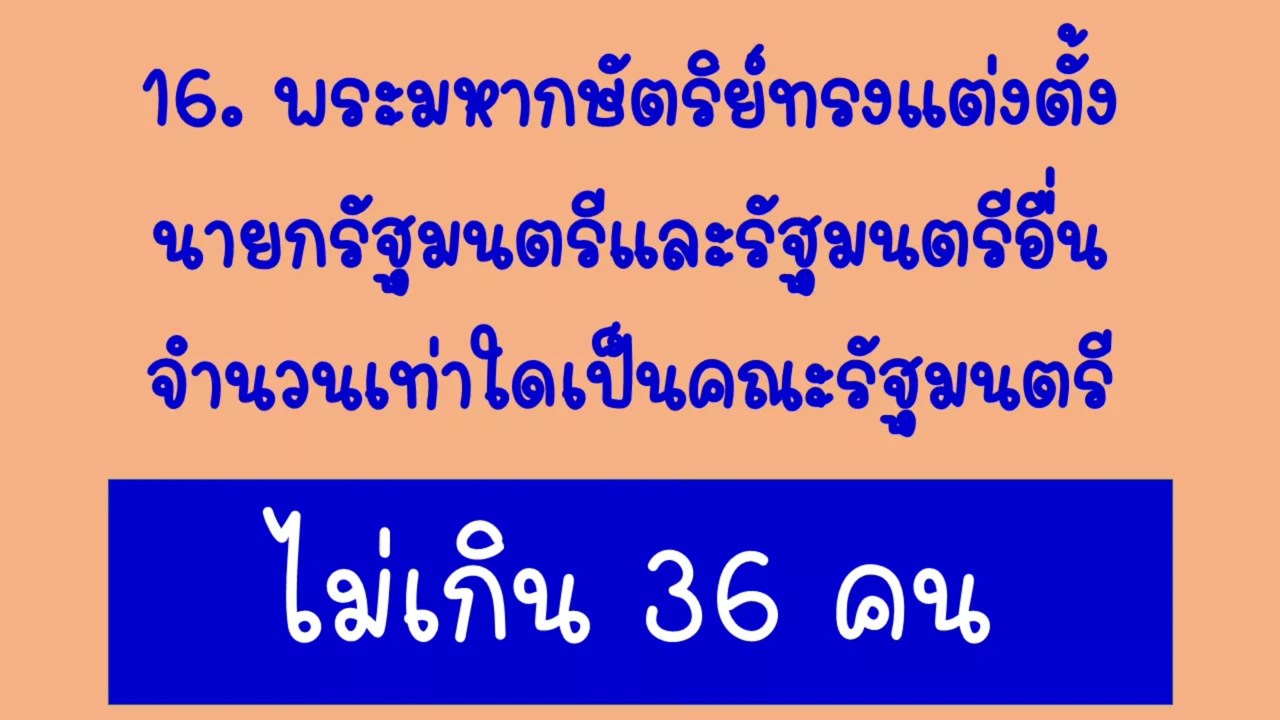 16. พระมหากษัตริย์ทรงแต่งตั้ง
นายกรัฐมนตรีและรัฐมนตรีอื่น
จำนวนเท่าใดเป็นคณะรัฐมนตรี
ไม่เกิน 36 คน